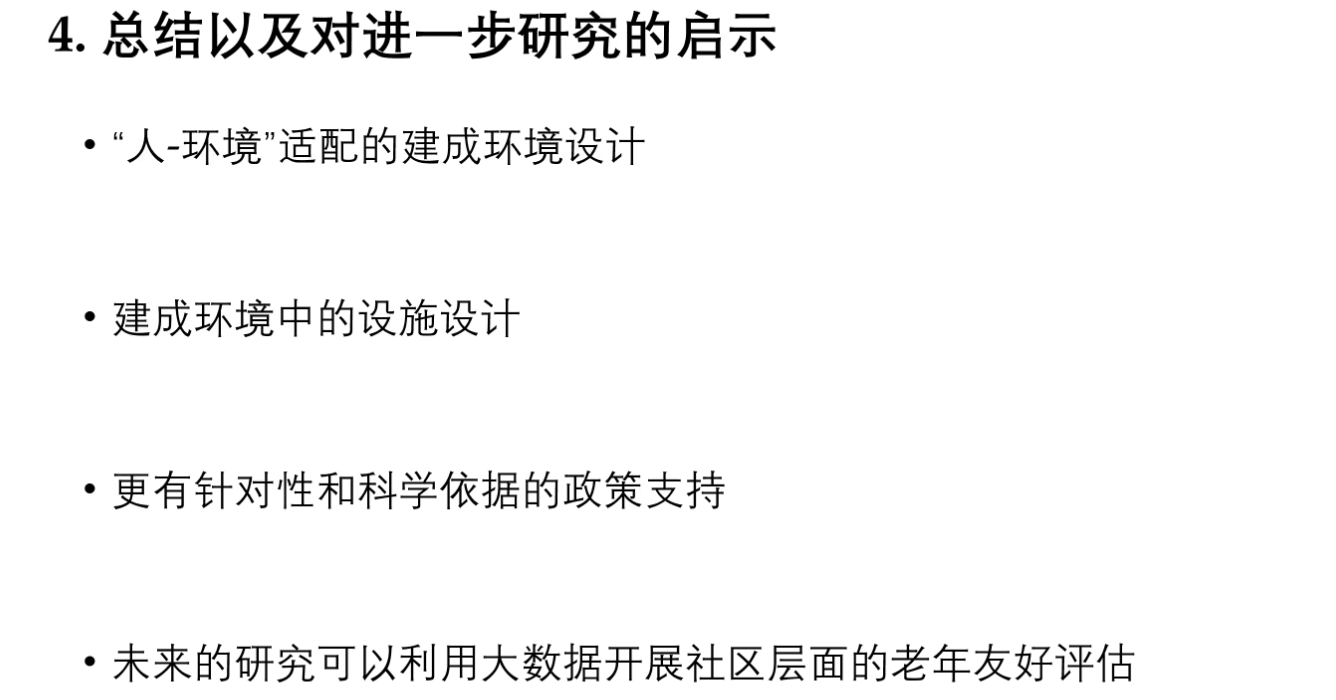 4. 总结以及对进一步研究的启示
• “人-环境”适配的建成环境设计
• 建成环境中的设施设计
• 更有针对性和科学依据的政策支持
• 未来的研究可以利用大数据开展社区层面的老年友好评估